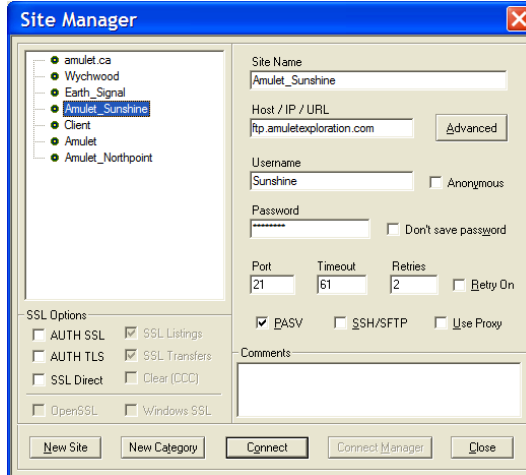 Site Manager
amulet.ca
Wychwood
Earth_Signal
Amulet_Sunshine
Client
Amulet
Amulet_Northpoint
Site Name
Amulet_Sunshine
Host / IP / URL
ftp.amuletexploration.com
Advanced
Username
Sunshine
Anonymous
Password
********
Don't save password
Port Timeout Retries
21 61 2 Retry On
PASV SSH/SFTP Use Proxy
SSL Options
AUTH SSL SSL Listings
AUTH TLS SSL Transfers
SSL Direct Clear (CCC)
OpenSSL Windows SSL
Comments
New Site New Category Connect Connect Manager Close